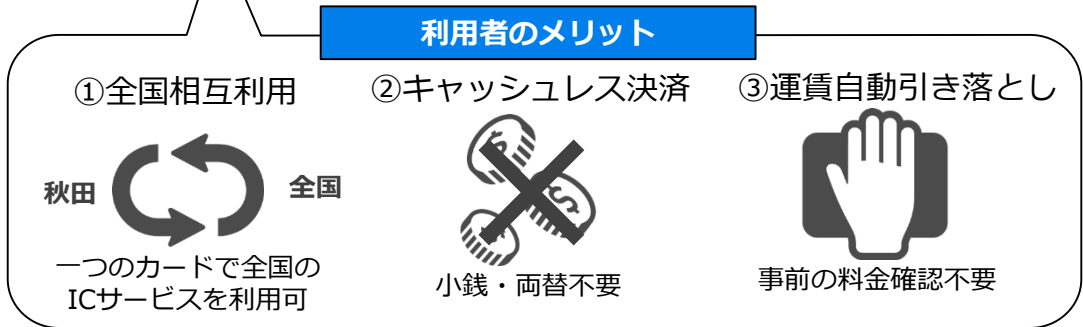 利用者のメリット
①全国相互利用
秋田
全国
一つのカードで全国の
ICサービスを利用可
②キャッシュレス決済
小銭・両替不要
③運賃自動引き落とし
事前の料金確認不要